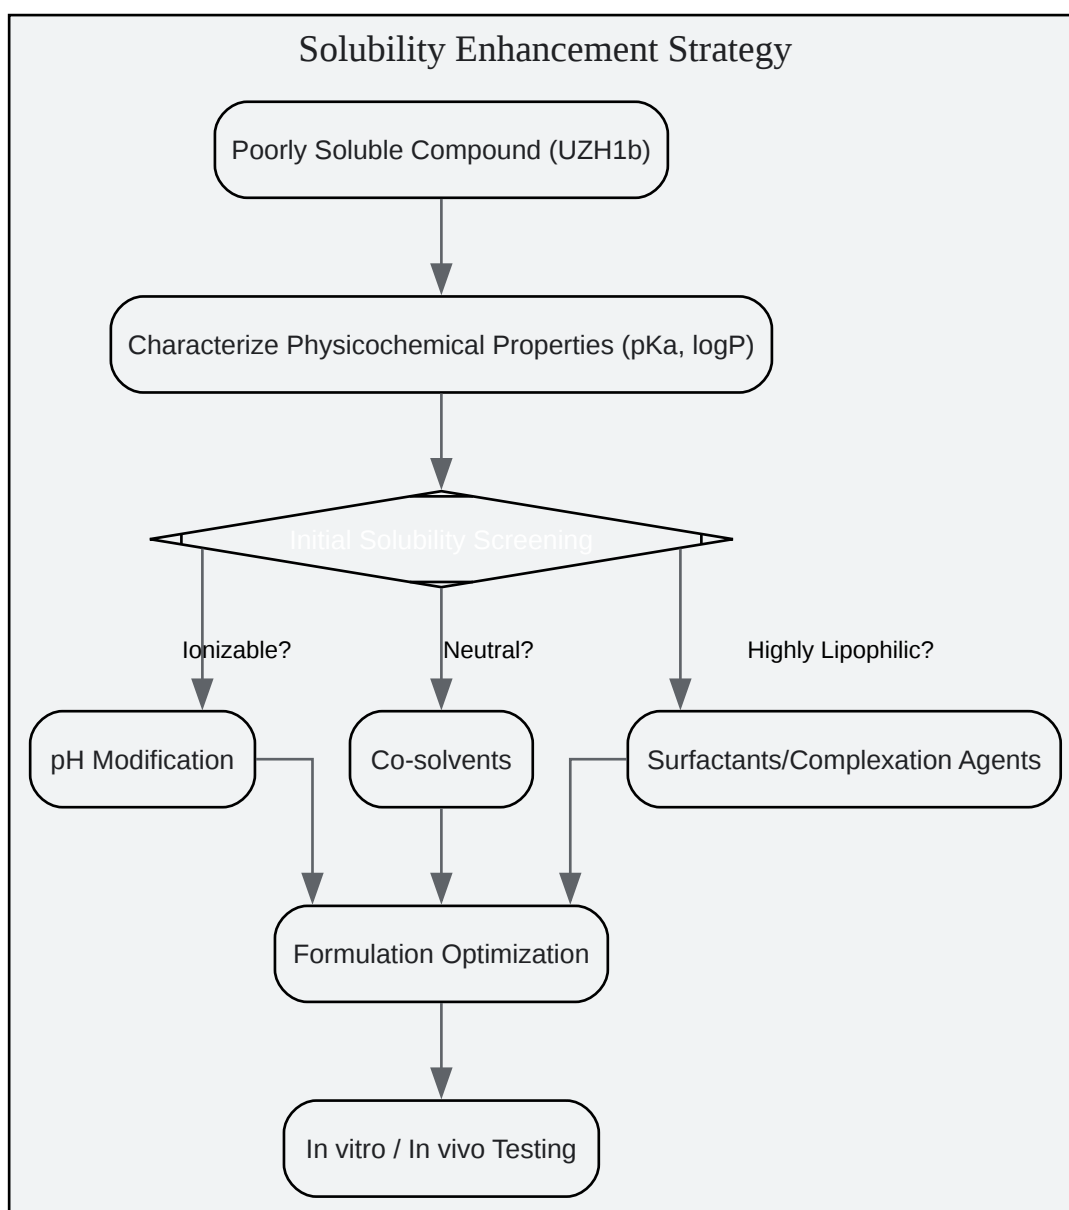 Solubility Enhancement Strategy
Poorly Soluble Compound (UZH1b)
Characterize Physicochemical Properties (pKa, logP)
Initial Solubility Screening
Ionizable?
Neutral?
Highly Lipophilic?
pH Modification
Co-solvents
Surfactants/Complexation Agents
Formulation Optimization
In vitro / In vivo Testing